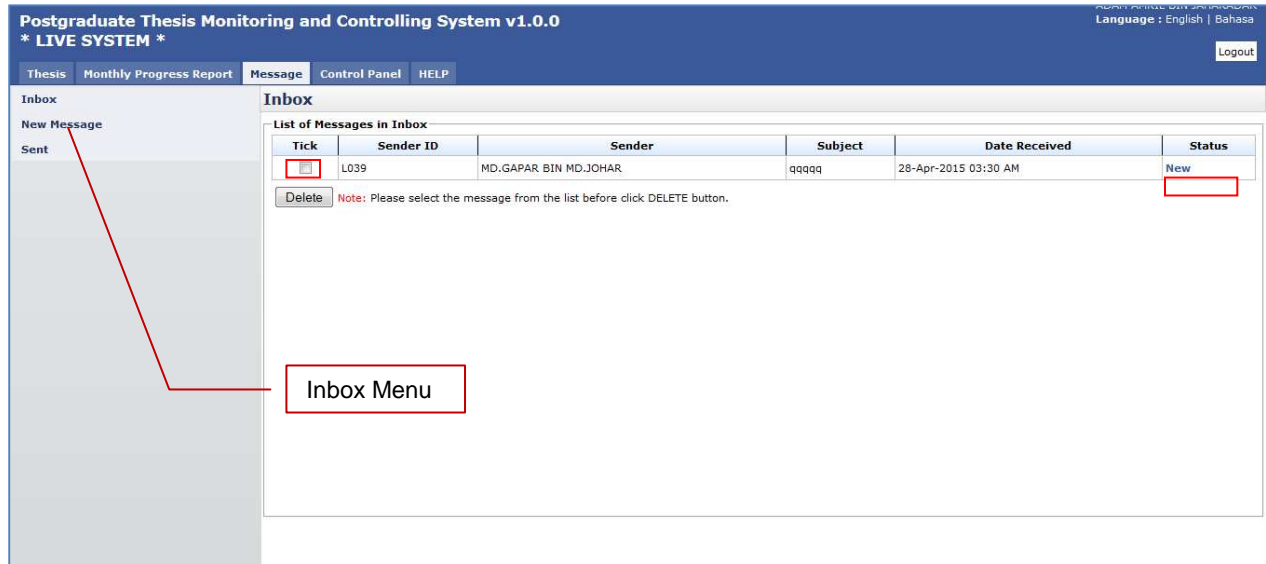 Postgraduate Thesis Monitoring and Controlling System v1.0.0
Language : English | Bahasa
* LIVE SYSTEM *
Logout
Thesis Monthly Progress Report Message Control Panel HELP
Inbox
New Message
Sent
Inbox
List of Messages in Inbox
Tick Sender ID Sender Subject Date Received Status
L039 MD.GAPAR BIN MD.JOHAR qqqqq 28-Apr-2015 03:30 AM New
Delete Note: Please select the message from the list before click DELETE button.
Inbox Menu